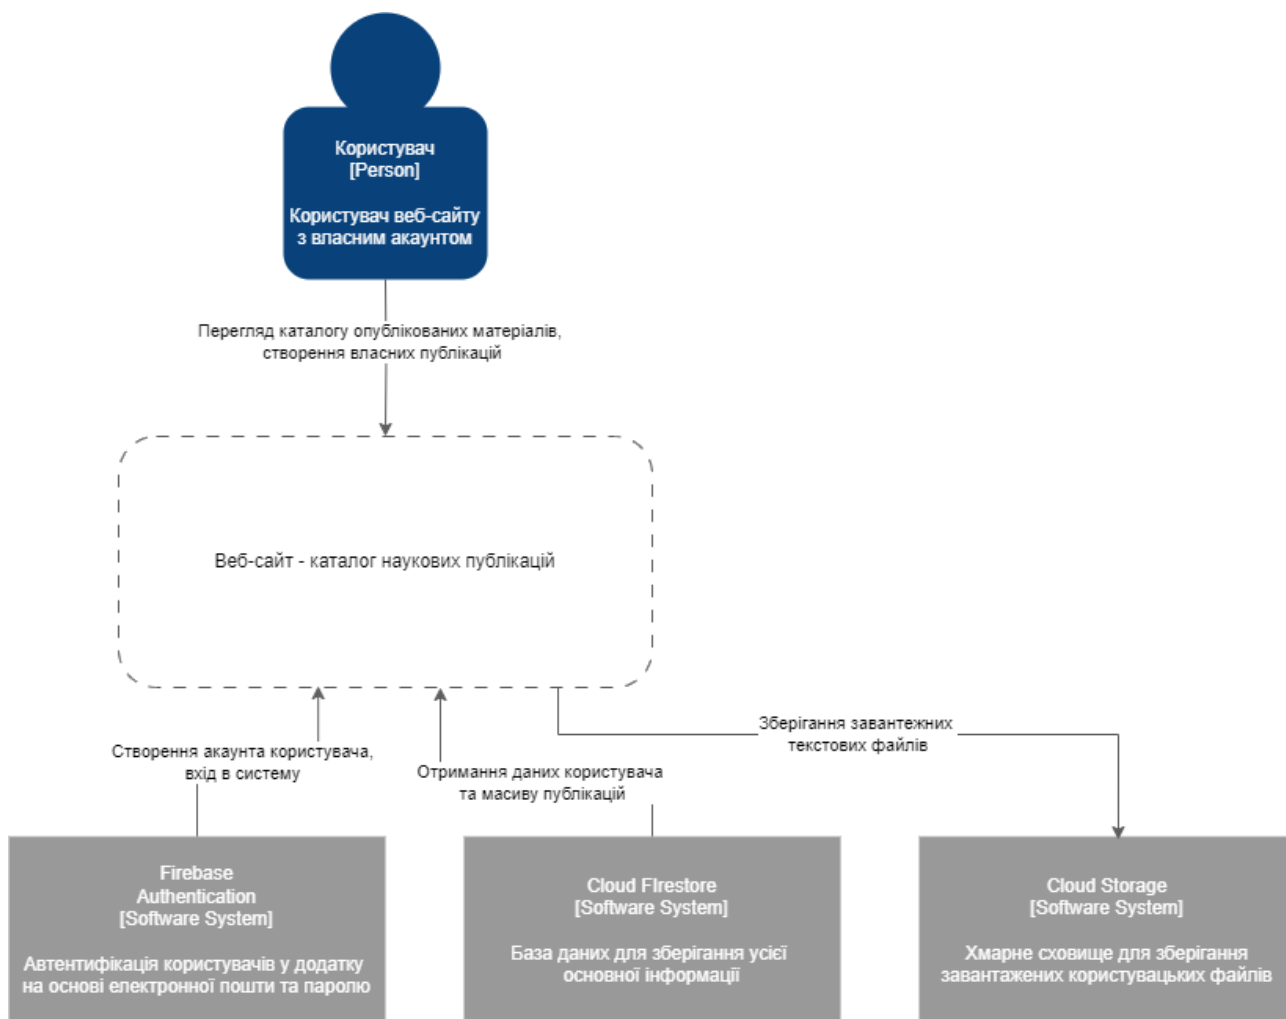 Користувач
[Person]
Користувач веб-сайту
з власним акаунтом
Перегляд каталогу опублікованих матеріалів,
створення власних публікацій
Веб-сайт - каталог наукових публікацій
Створення акаунта користувача,
вхід в систему
Отримання даних користувача
та масиву публікацій
Зберігання завантежних
текстових файлів
Firebase
Authentication
[Software System]
Автентифікація користувачів у додатку
на основі електронної пошти та паролю
Cloud FIrestore
[Software System]
База даних для зберігання усієї
основної інформації
Cloud Storage
[Software System]
Хмарне сховище для зберігання
завантажених користувацьких файлів